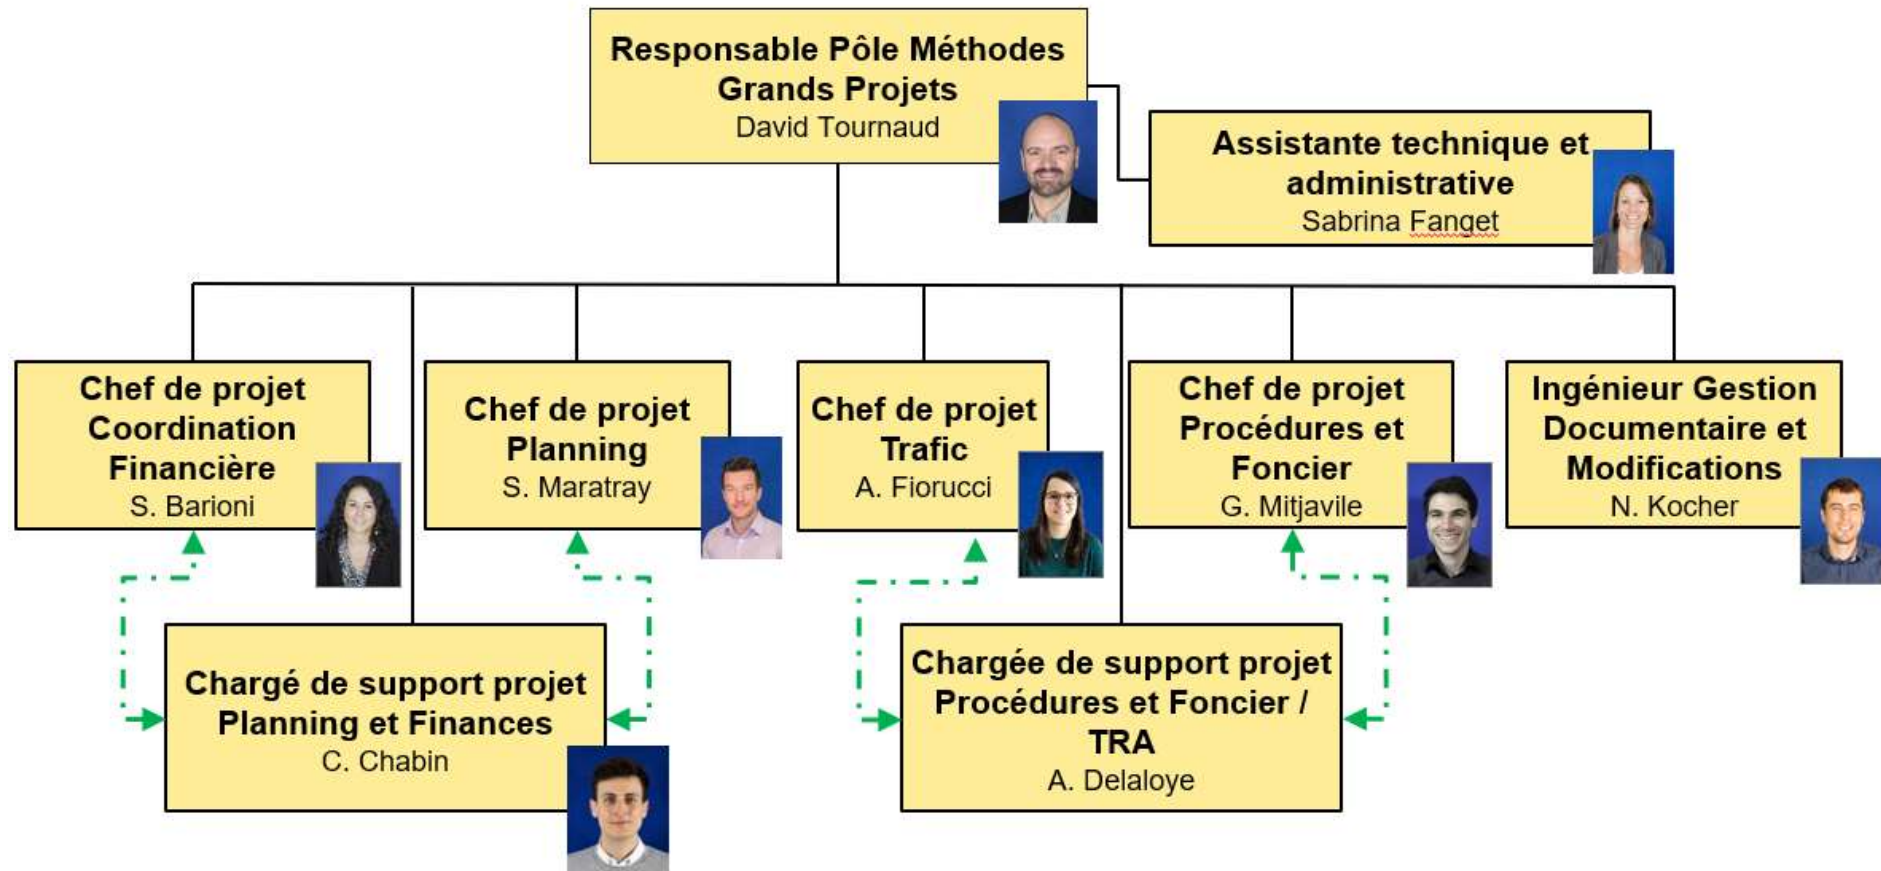 Responsable Pôle Méthodes
Grands Projets
David Tournaud
Assistante technique et
administrative
Sabrina Fanget
Chef de projet
Coordination
Financière
S. Barioni
Chef de projet
Planning
S. Maratray
Chef de projet
Trafic
A. Fiorucci
Chef de projet
Procédures et
Foncier
G. Mitjavile
Ingénieur Gestion
Documentaire et
Modifications
N. Kocher
Chargé de support projet
Planning et Finances
C. Chabin
Chargée de support projet
Procédures et Foncier /
TRA
A. Delaloye